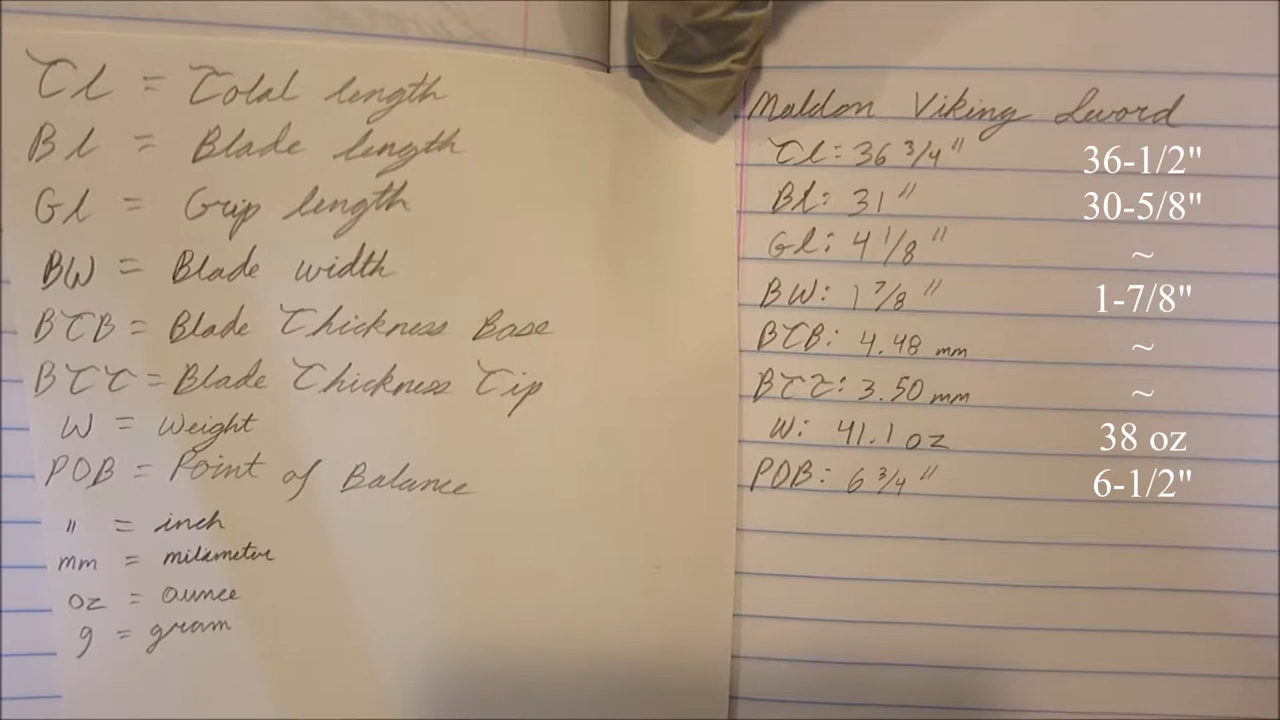 Tl = Total length
Bl = Blade length
Gl = Grip length
BW = Blade width
BTB = Blade Thickness Base
BTT = Blade Thickness Tip
W = Weight
POB = Point of Balance
" = inch
mm = milameter
oz = ounce
g = gram
Maldon Viking Sword
Tl: 36 3/4" 36-1/2"
Bl: 31" 30-5/8"
Gl: 4 1/8" ~
BW: 1 7/8" 1-7/8"
BTB: 4.48 mm ~
BTT: 3.50 mm ~
W: 41.1 oz 38 oz
POB: 6 3/4" 6-1/2"